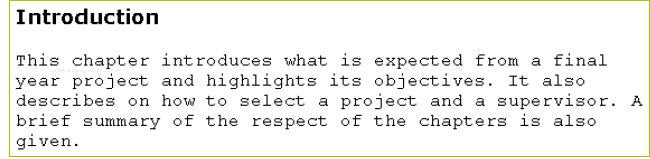 Introduction
This chapter introduces what is expected from a final
year project and highlights its objectives. It also
describes on how to select a project and a supervisor. A
brief summary of the respect of the chapters is also
given.